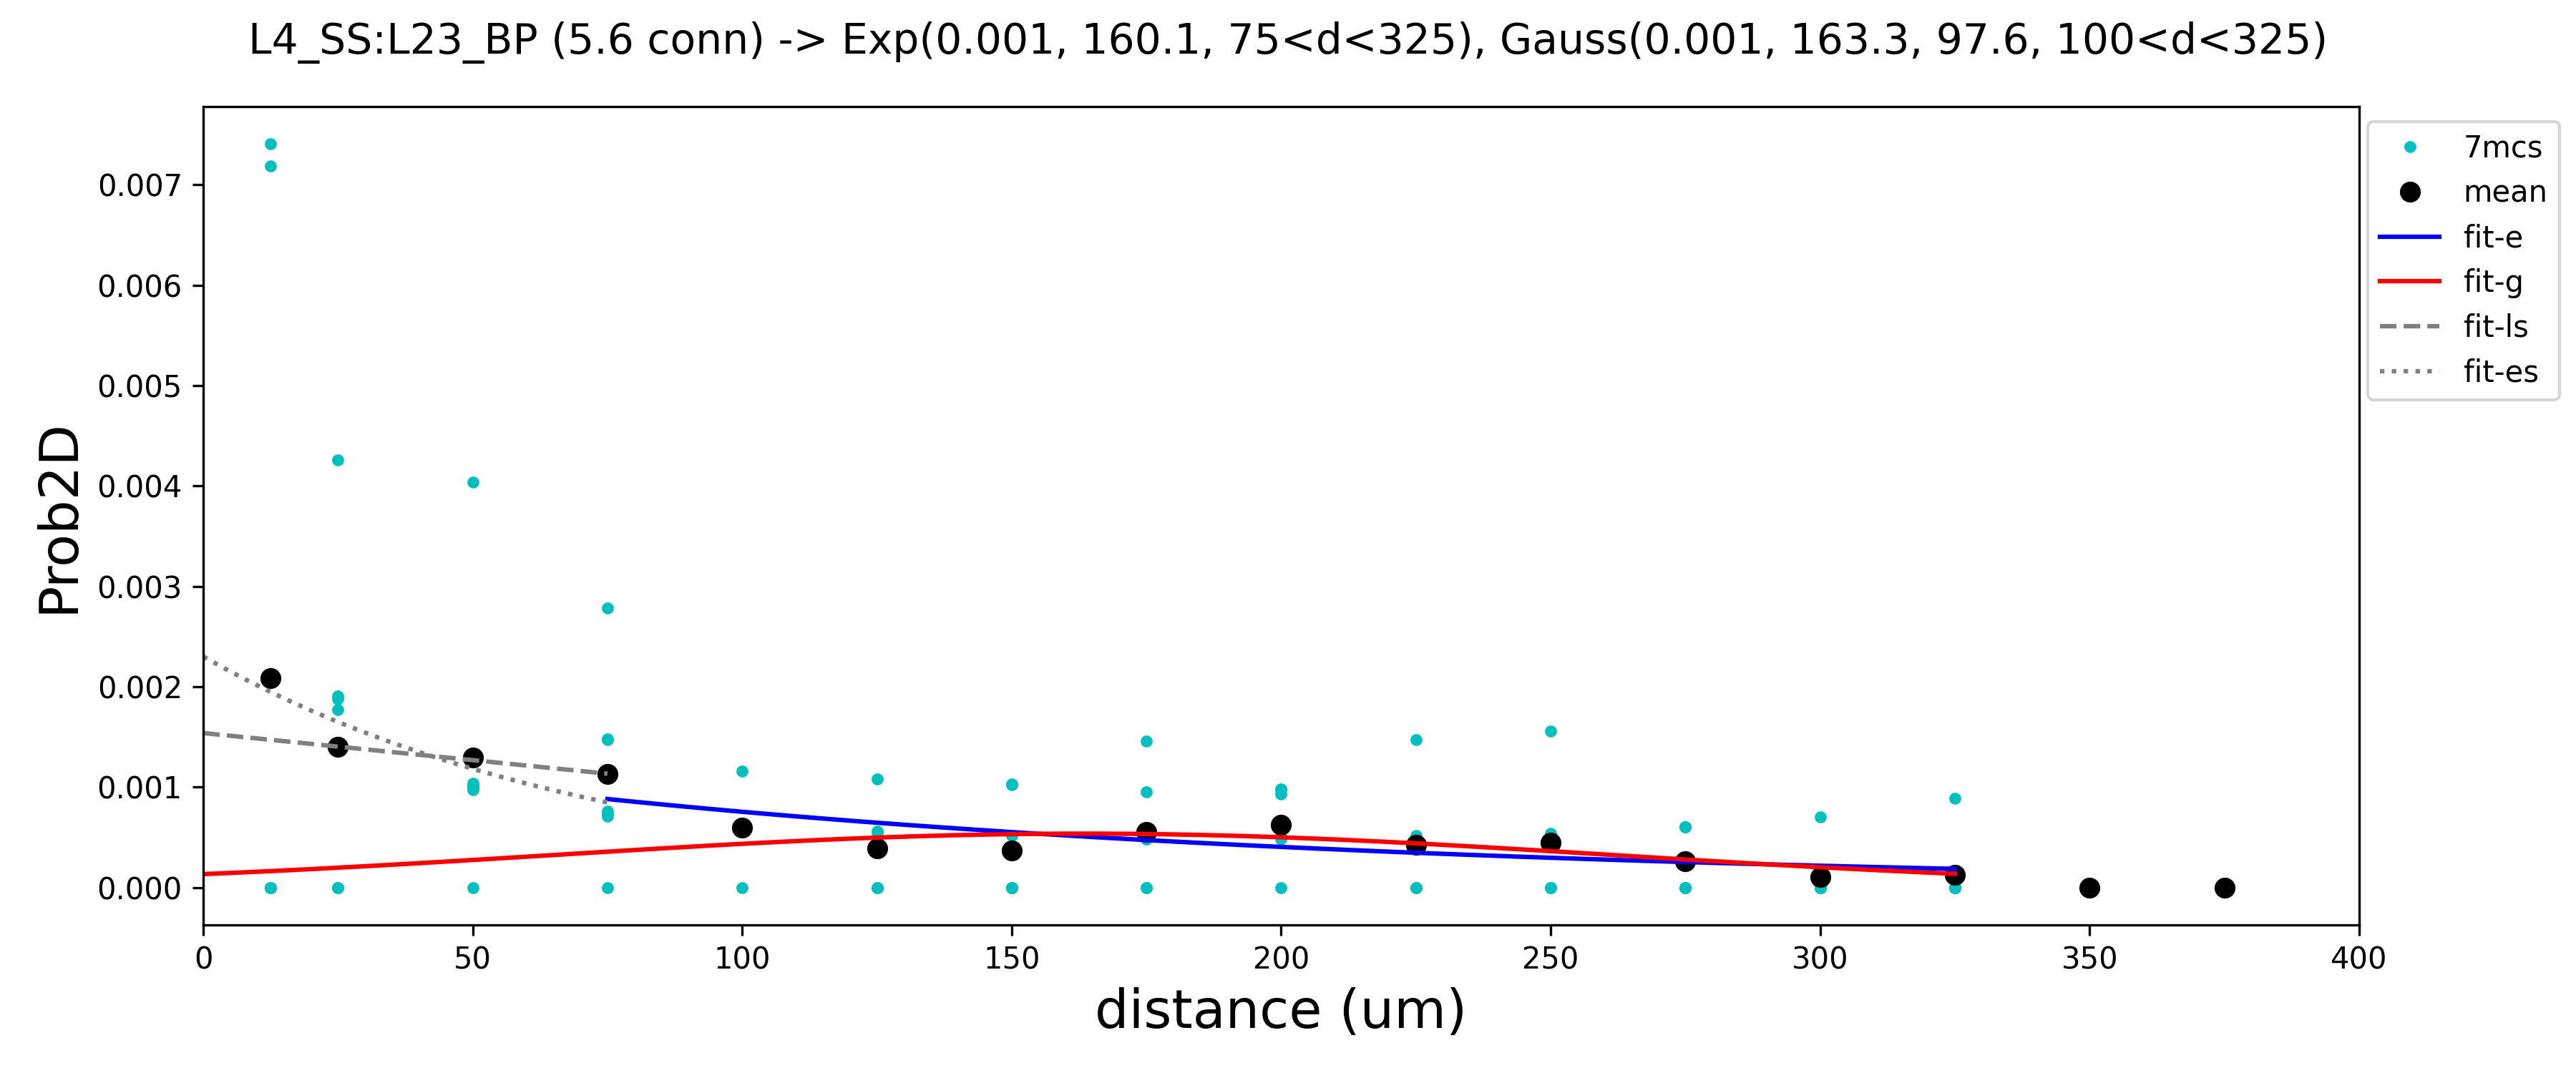 L4_SS:L23_BP (5.6 conn) -> Exp(0.001, 160.1, 75<d<325), Gauss(0.001, 163.3, 97.6, 100<d<325)
Prob2D
0.007
0.006
0.005
0.004
0.003
0.002
0.001
0.000
0 50 100 150 200 250 300 350 400
distance (um)
7mcs
mean
fit-e
fit-g
fit-ls
fit-es